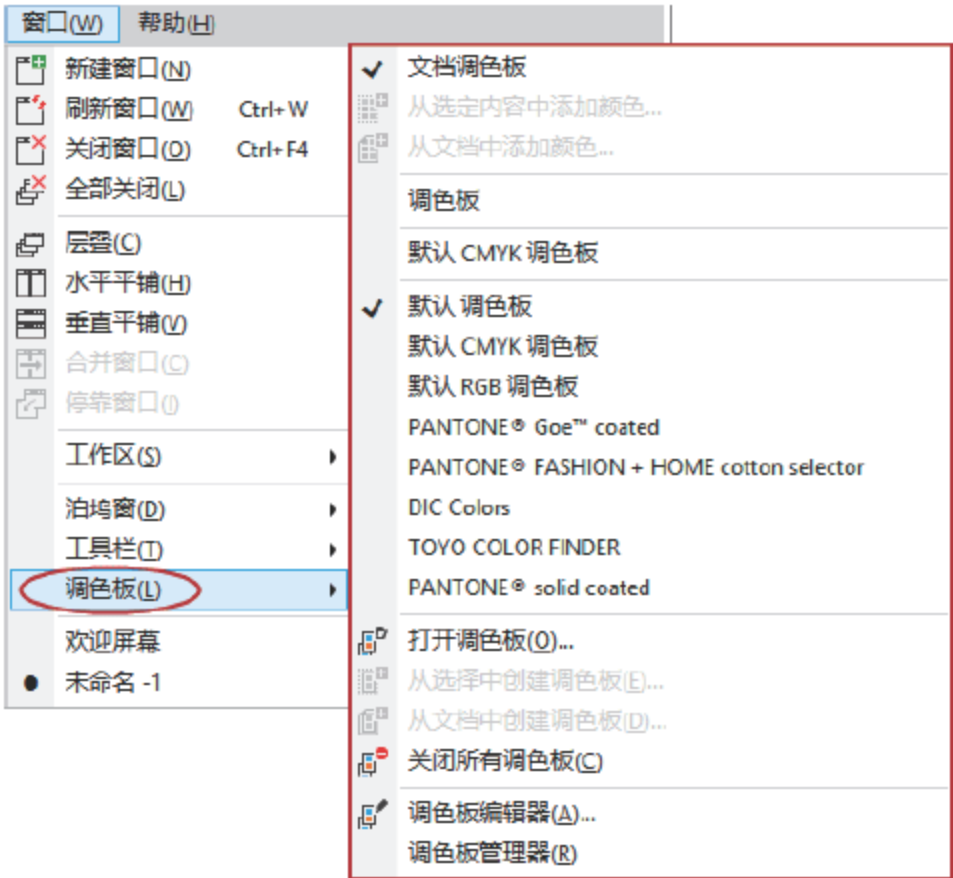 窗口(W) 帮助(H)
新建窗口(N)
刷新窗口(W) Ctrl+W
关闭窗口(O) Ctrl+F4
全部关闭(L)
层叠(C)
水平平铺(H)
垂直平铺(V)
合并窗口(C)
停靠窗口(I)
工作区(S)
泊坞窗(D)
工具栏(T)
调色板(L)
欢迎屏幕
未命名 -1
文档调色板
从选定内容中添加颜色...
从文档中添加颜色...
调色板
默认 CMYK 调色板
默认 调色板
默认 CMYK 调色板
默认 RGB 调色板
PANTONE® Goe™ coated
PANTONE® FASHION + HOME cotton selector
DIC Colors
TOYO COLOR FINDER
PANTONE® solid coated
打开调色板(O)...
从选择中创建调色板(E)...
从文档中创建调色板(D)...
关闭所有调色板(C)
调色板编辑器(A)...
调色板管理器(R)